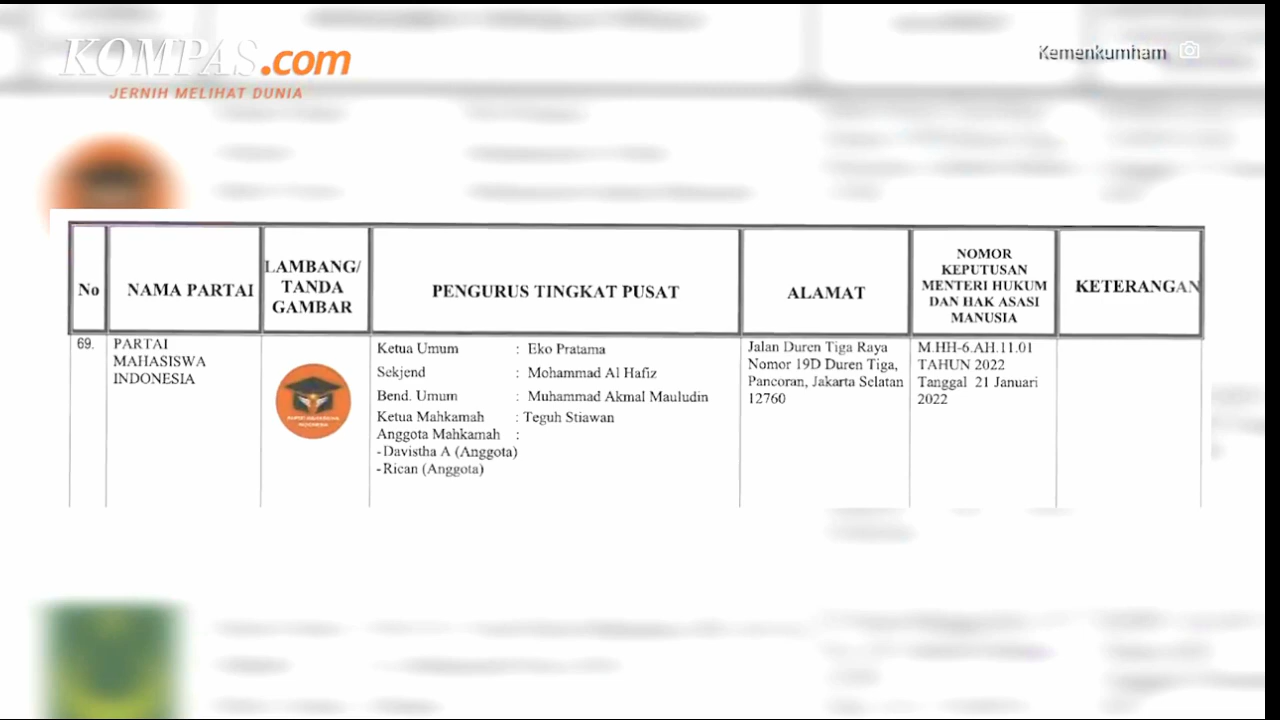 KOMPAS.com
JERNIH MELIHAT DUNIA
Kemenkumham
No
NAMA PARTAI
LAMBANG/
TANDA
GAMBAR
PENGURUS TINGKAT PUSAT
ALAMAT
NOMOR
KEPUTUSAN
MENTERI HUKUM
DAN HAK ASASI
MANUSIA
KETERANGAN
69.
PARTAI
MAHASISWA
INDONESIA
PARTAI MAHASISWA
INDONESIA
Ketua Umum : Eko Pratama
Sekjend : Mohammad Al Hafiz
Bend. Umum : Muhammad Akmal Mauludin
Ketua Mahkamah : Teguh Stiawan
Anggota Mahkamah :
-Davistha A (Anggota)
-Rican (Anggota)
Jalan Duren Tiga Raya
Nomor 19D Duren Tiga,
Pancoran, Jakarta Selatan
12760
M.HH-6.AH.11.01
TAHUN 2022
Tanggal 21 Januari
2022